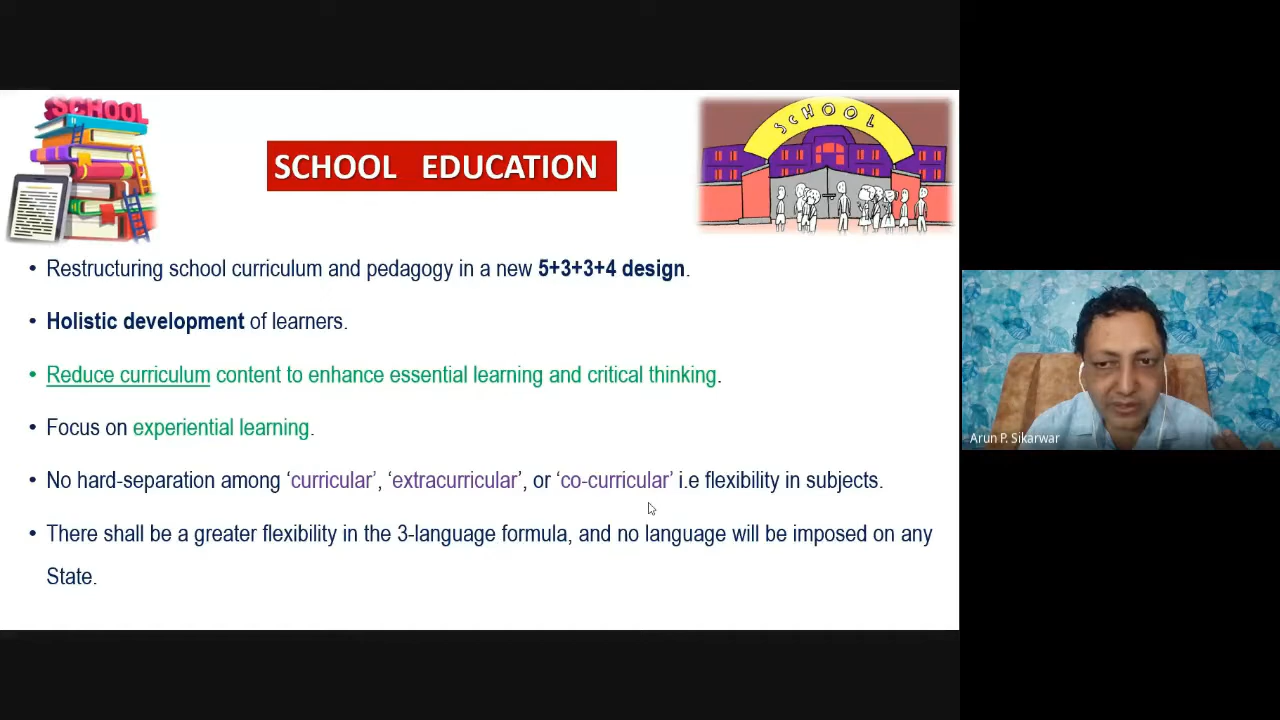 SCHOOL
SCHOOL
SCHOOL EDUCATION
• Restructuring school curriculum and pedagogy in a new 5+3+3+4 design.
• Holistic development of learners.
• Reduce curriculum content to enhance essential learning and critical thinking.
• Focus on experiential learning.
• No hard-separation among ‘curricular’, ‘extracurricular’, or ‘co-curricular’ i.e flexibility in subjects.
• There shall be a greater flexibility in the 3-language formula, and no language will be imposed on any
State.
Arun P. Sikarwar